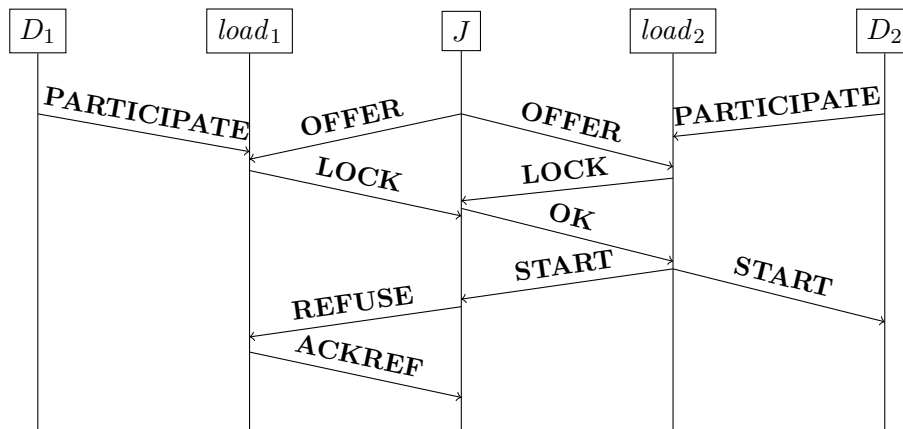 D₁ load₁ J load₂ D₂
PARTICIPATE OFFER OFFER PARTICIPATE
LOCK LOCK
OK
START START
REFUSE
ACKREF